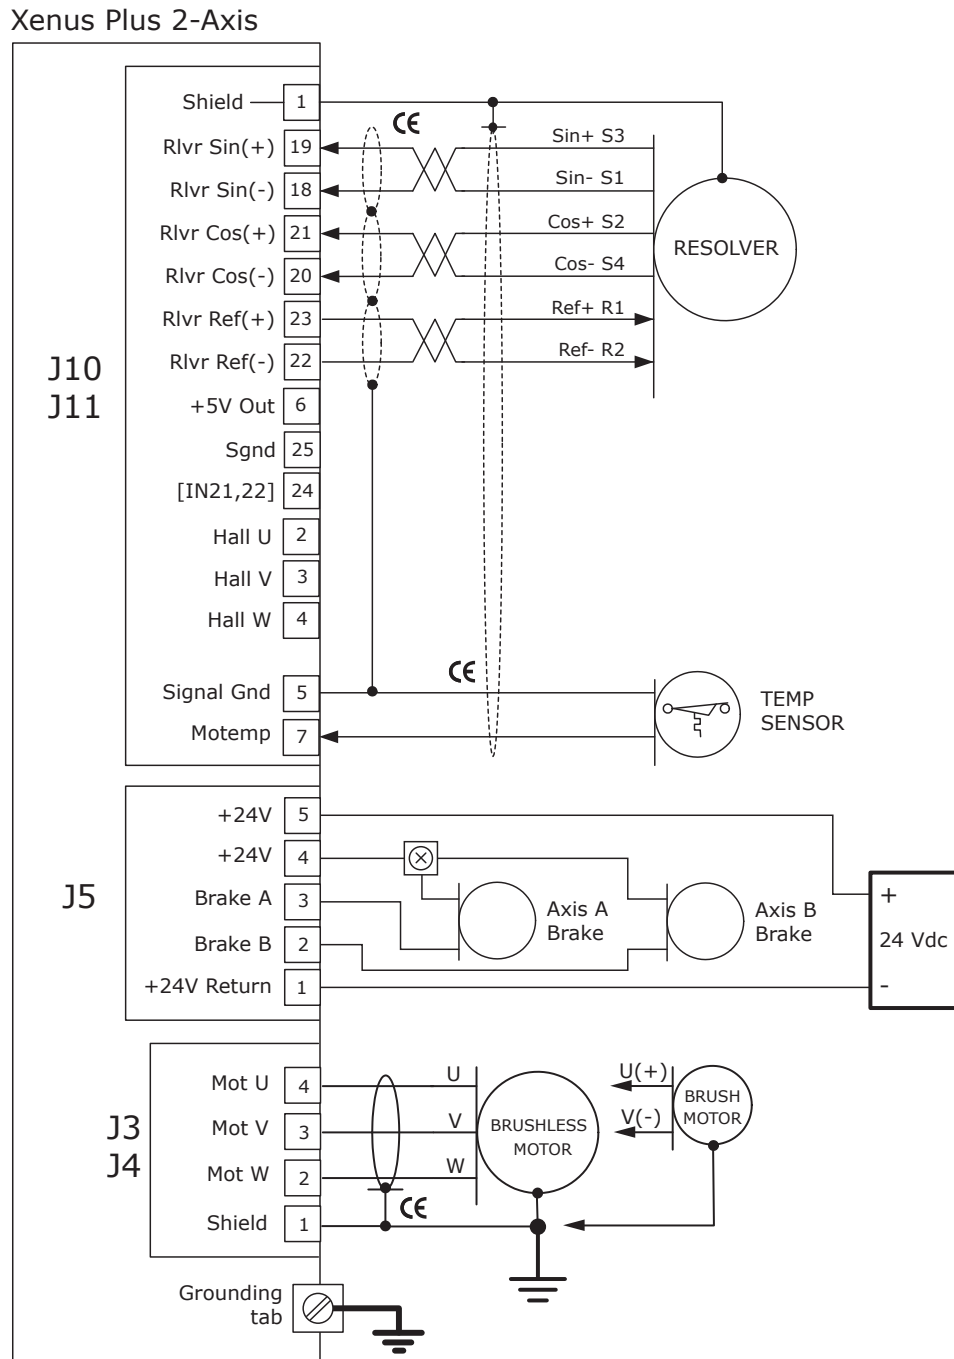 Xenus Plus 2-Axis
Shield 1
CE
Rlvr Sin(+) 19 Sin+ S3
Rlvr Sin(-) 18 Sin- S1
Rlvr Cos(+) 21 Cos+ S2
RESOLVER
Rlvr Cos(-) 20 Cos- S4
Rlvr Ref(+) 23 Ref+ R1
Rlvr Ref(-) 22 Ref- R2
J10
J11
+5V Out 6
Sgnd 25
[IN21,22] 24
Hall U 2
Hall V 3
Hall W 4
CE
Signal Gnd 5
Motemp 7
TEMP
SENSOR
J5
+24V 5
+24V 4
Brake A 3
Brake B 2
+24V Return 1
Axis A
Brake
Axis B
Brake
+
24 Vdc
-
J3
J4
Mot U 4 U
Mot V 3 V
Mot W 2 W
Shield 1
CE
BRUSHLESS
MOTOR
U(+)
V(-)
BRUSH
MOTOR
Grounding
tab